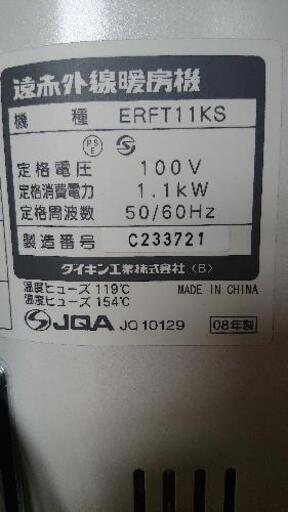 遠赤外線暖房機
機 種 ERFT11KS
PS E S
定格電圧 100V
定格消費電力 1.1kW
定格周波数 50/60Hz
製造番号 C233721
ダイキン工業株式会社〈B〉
温度ヒューズ 119℃ MADE IN CHINA
温度ヒューズ 154℃
S JQA JQ10129 08年製